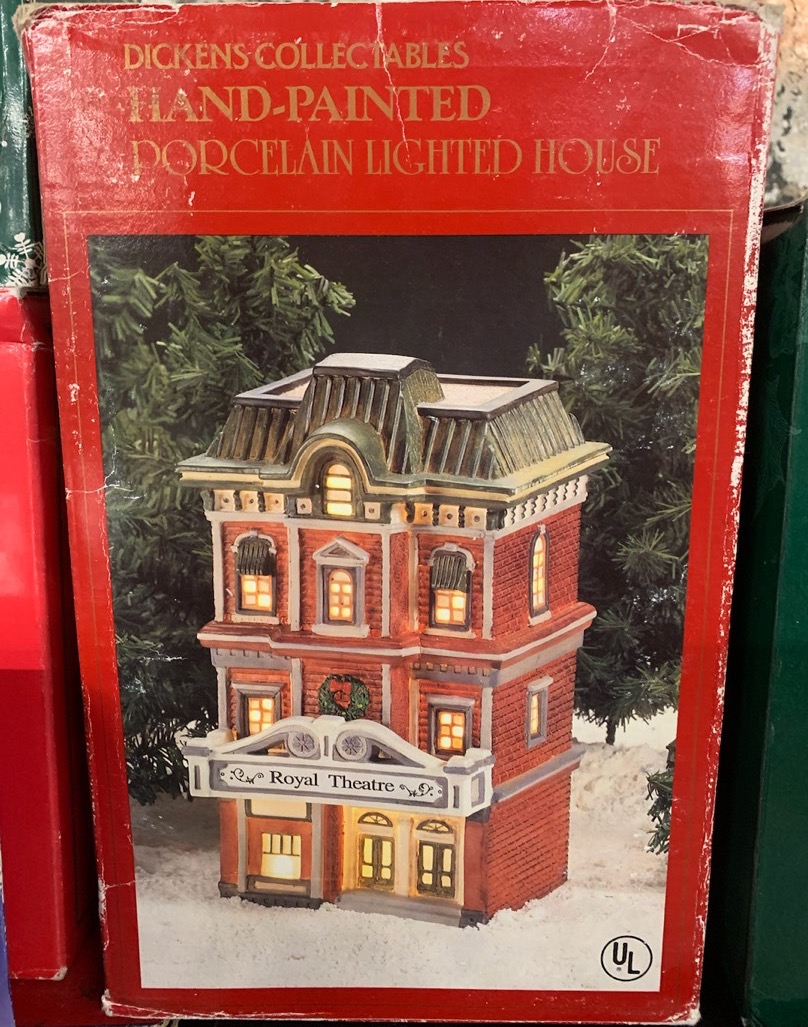 DICKENS COLLECTABLES
HAND-PAINTED
PORCELAIN LIGHTED HOUSE
Royal Theatre
UL